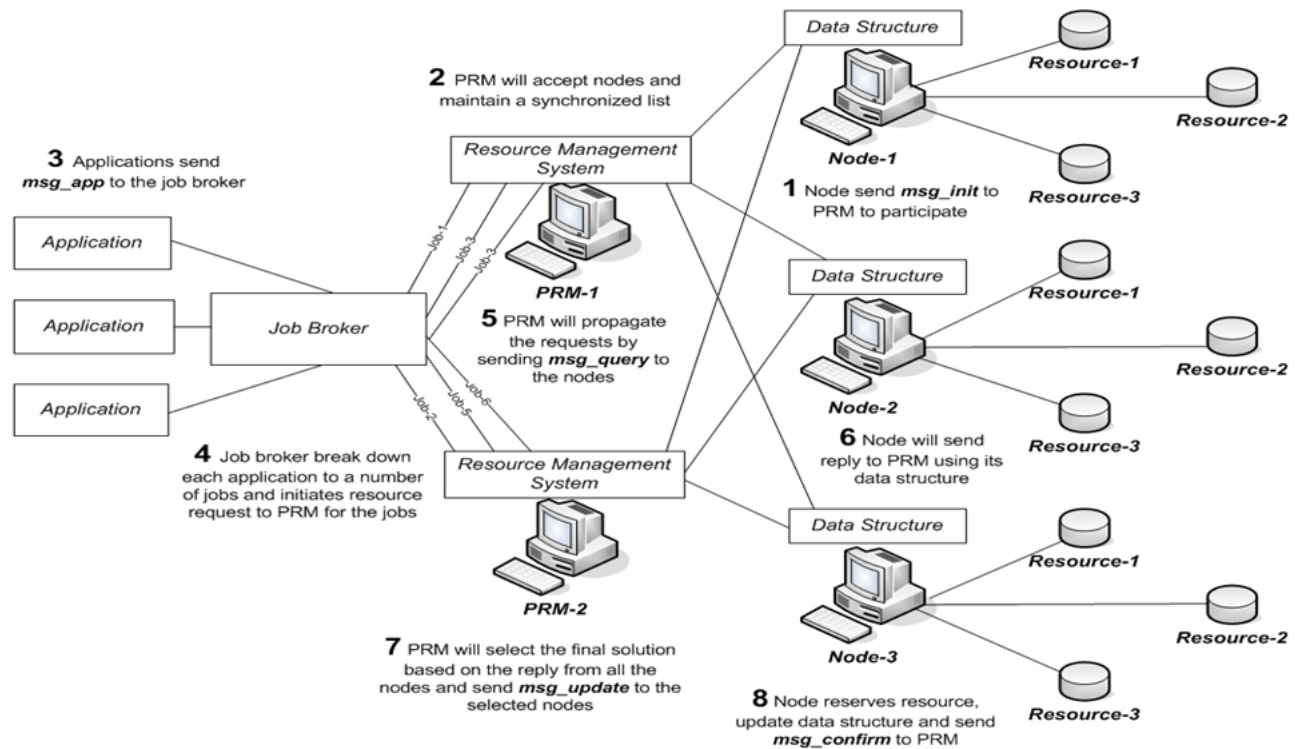 Data Structure
Resource-1
Resource-2
Resource-3
Node-1
2 PRM will accept nodes and
maintain a synchronized list
Resource Management
System
PRM-1
3 Applications send
msg_app to the job broker
Application
Application
Application
Job Broker
Job-1
Job-3
Job-3
1 Node send msg_init to
PRM to participate
Data Structure
Resource-1
Resource-2
Resource-3
Node-2
5 PRM will propagate
the requests by
sending msg_query to
the nodes
Job-2
Job-5
Job-6
4 Job broker break down
each application to a number
of jobs and initiates resource
request to PRM for the jobs
Resource Management
System
PRM-2
6 Node will send
reply to PRM using its
data structure
Data Structure
Resource-1
Resource-2
Resource-3
Node-3
7 PRM will select the final solution
based on the reply from all the
nodes and send msg_update to the
selected nodes
8 Node reserves resource,
update data structure and send
msg_confirm to PRM